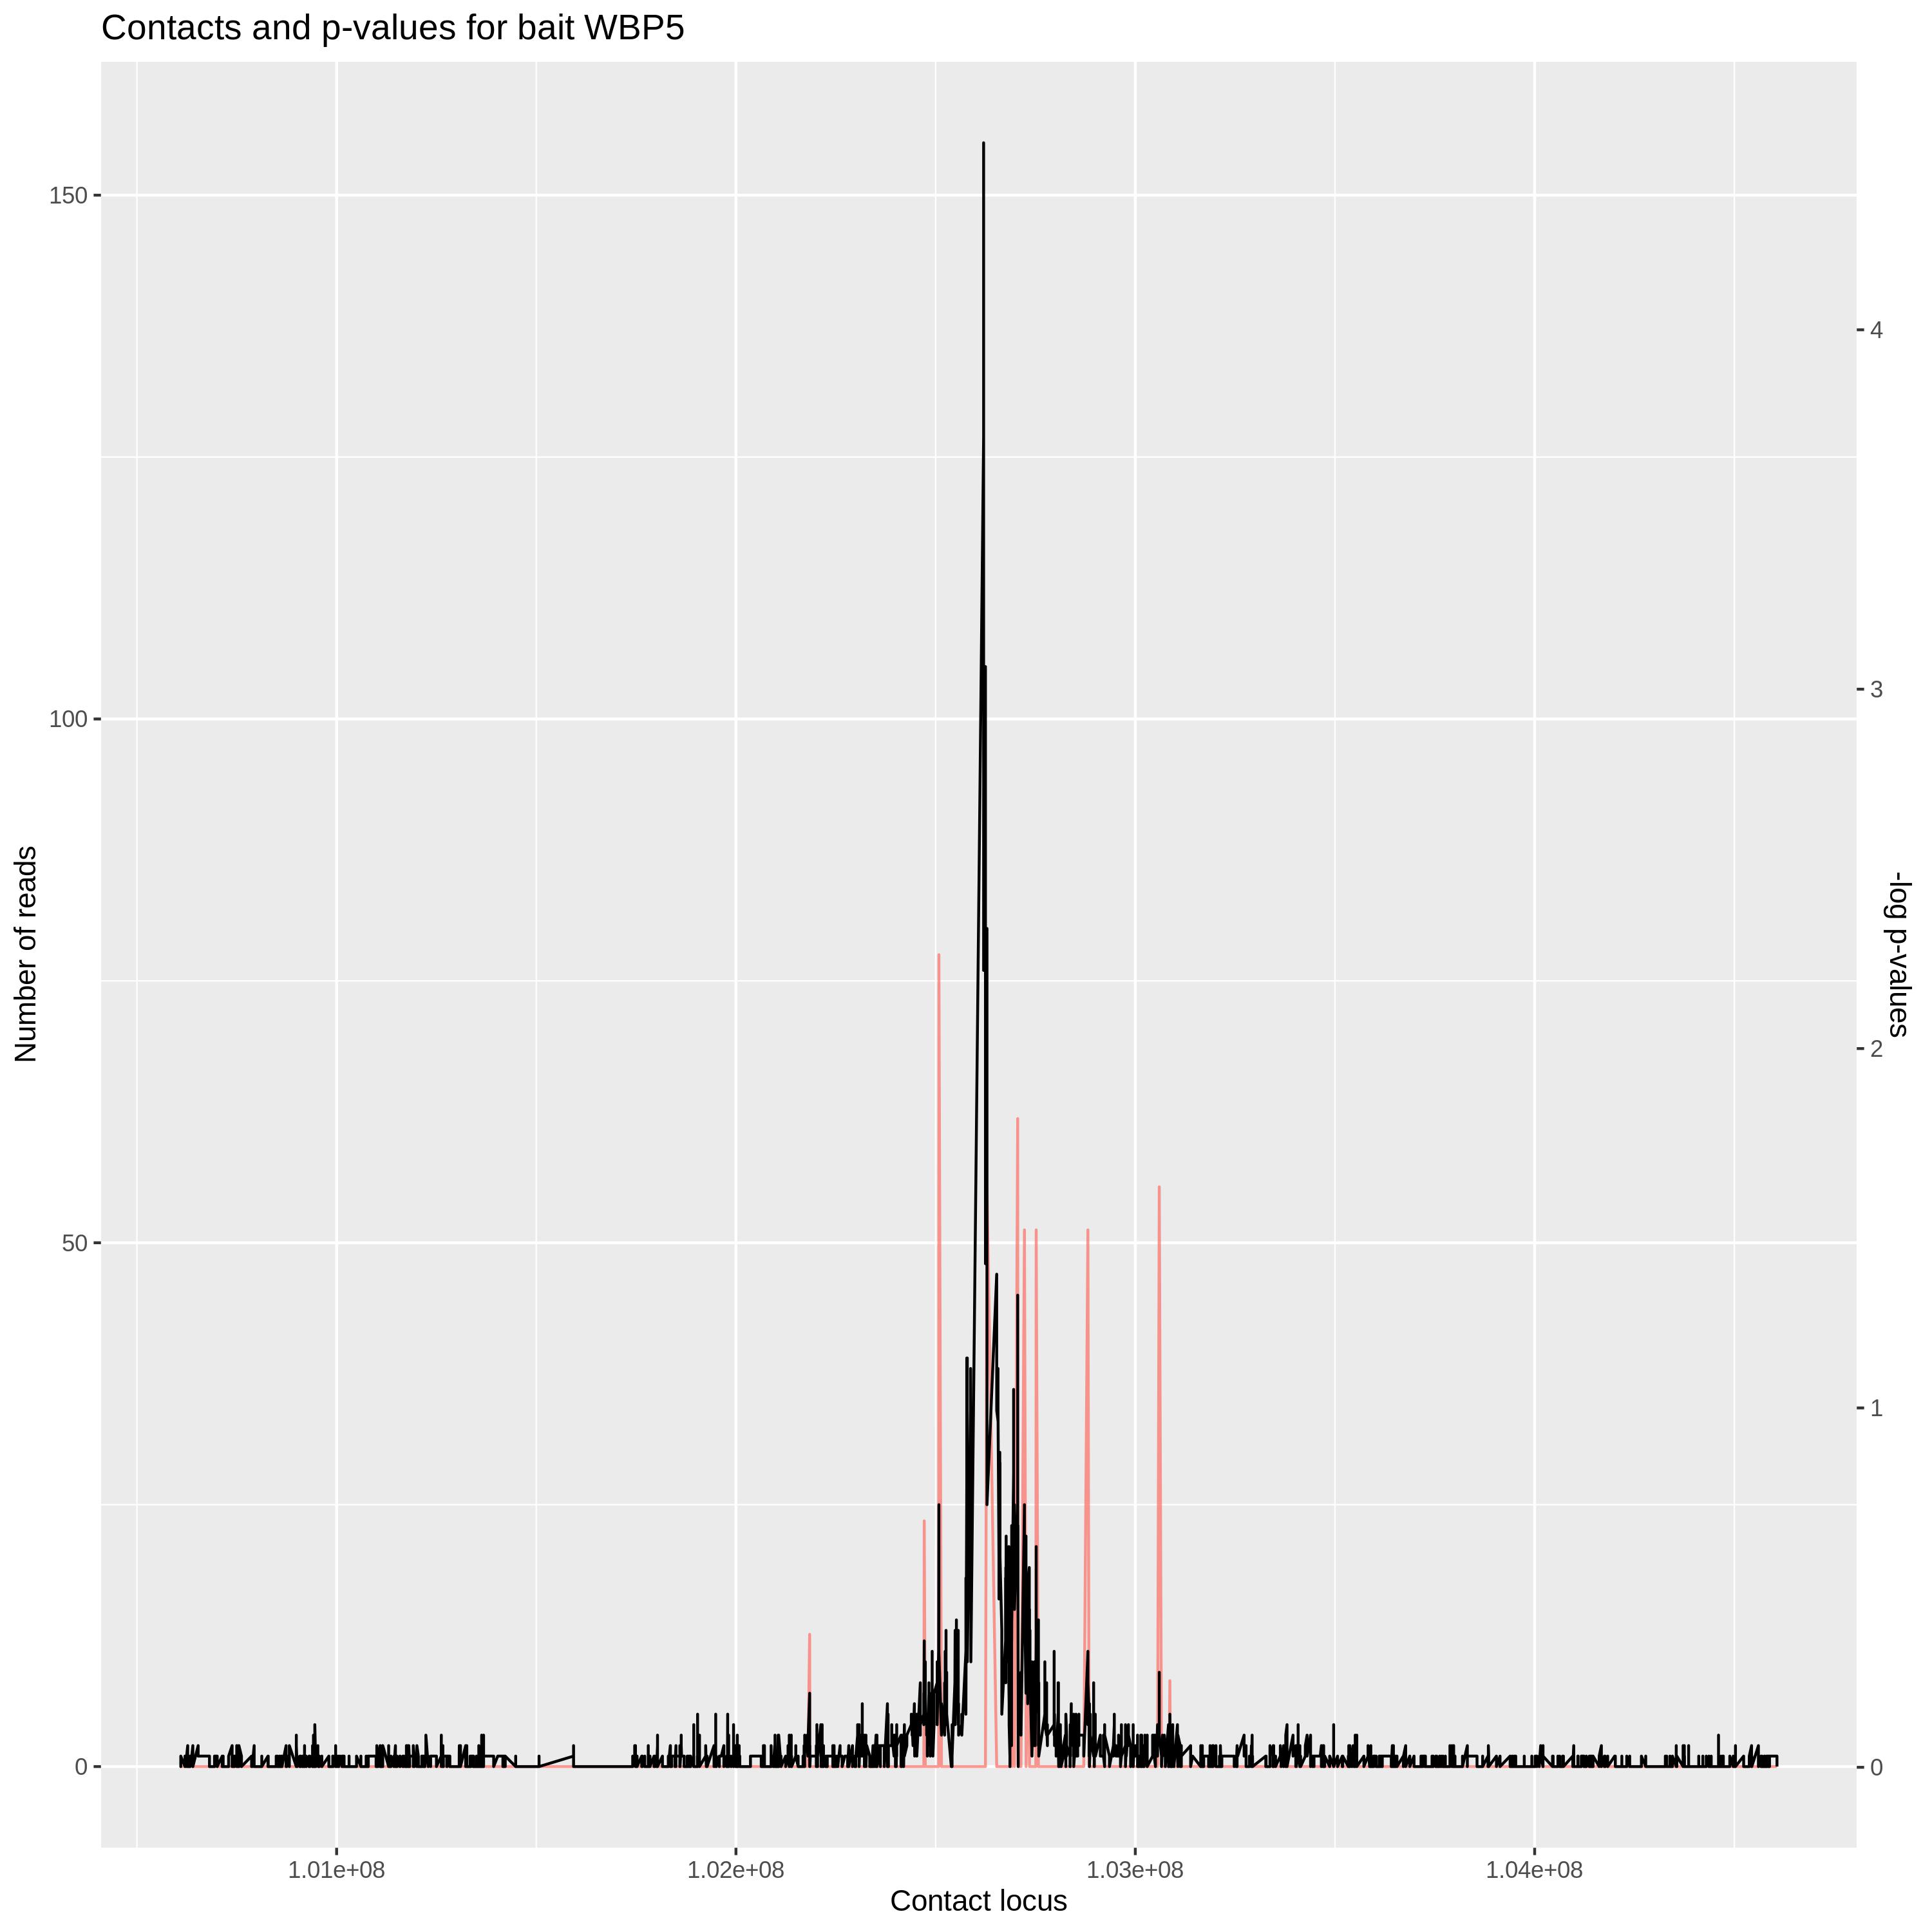 Contacts and p-values for bait WBP5
150
100
50
0
Number of reads
4
3
2
1
0
-log p-values
1.01e+08
1.02e+08
1.03e+08
1.04e+08
Contact locus